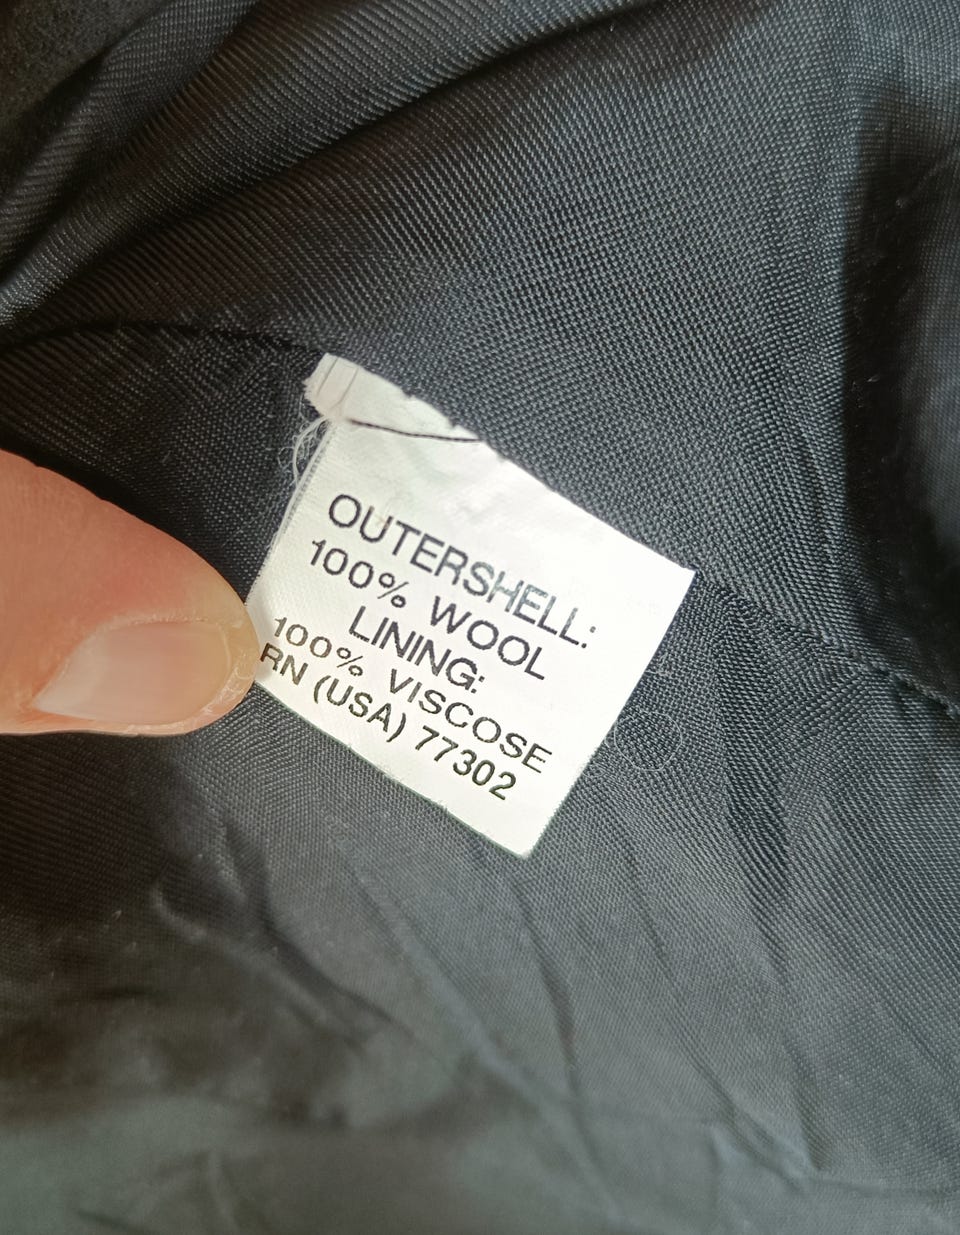 OUTERSHELL:
100% WOOL
LINING:
100% VISCOSE
RN (USA) 77302